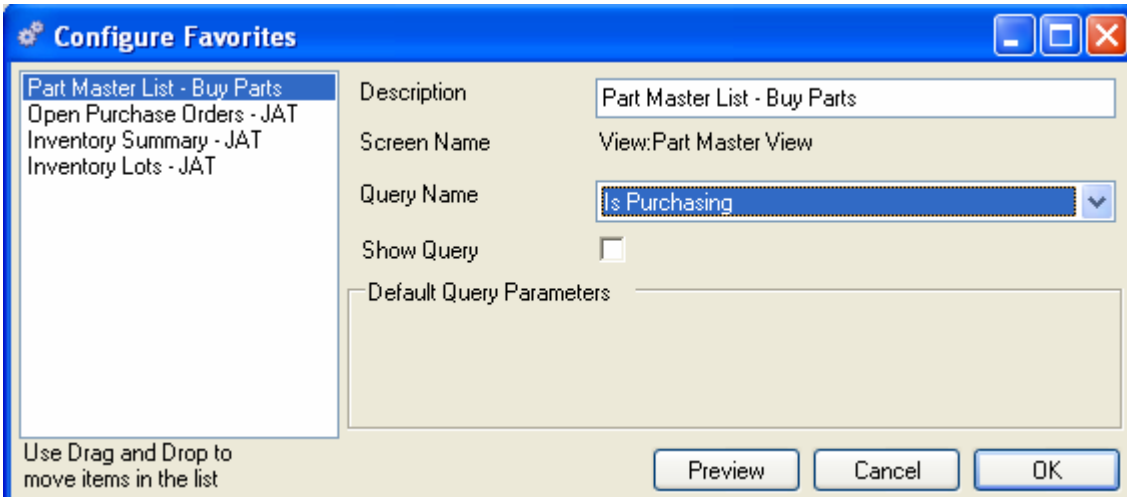 Configure Favorites
Part Master List - Buy Parts
Open Purchase Orders - JAT
Inventory Summary - JAT
Inventory Lots - JAT
Use Drag and Drop to
move items in the list
Description
Part Master List - Buy Parts
Screen Name
View:Part Master View
Query Name
Is Purchasing
Show Query
Default Query Parameters
Preview
Cancel
OK